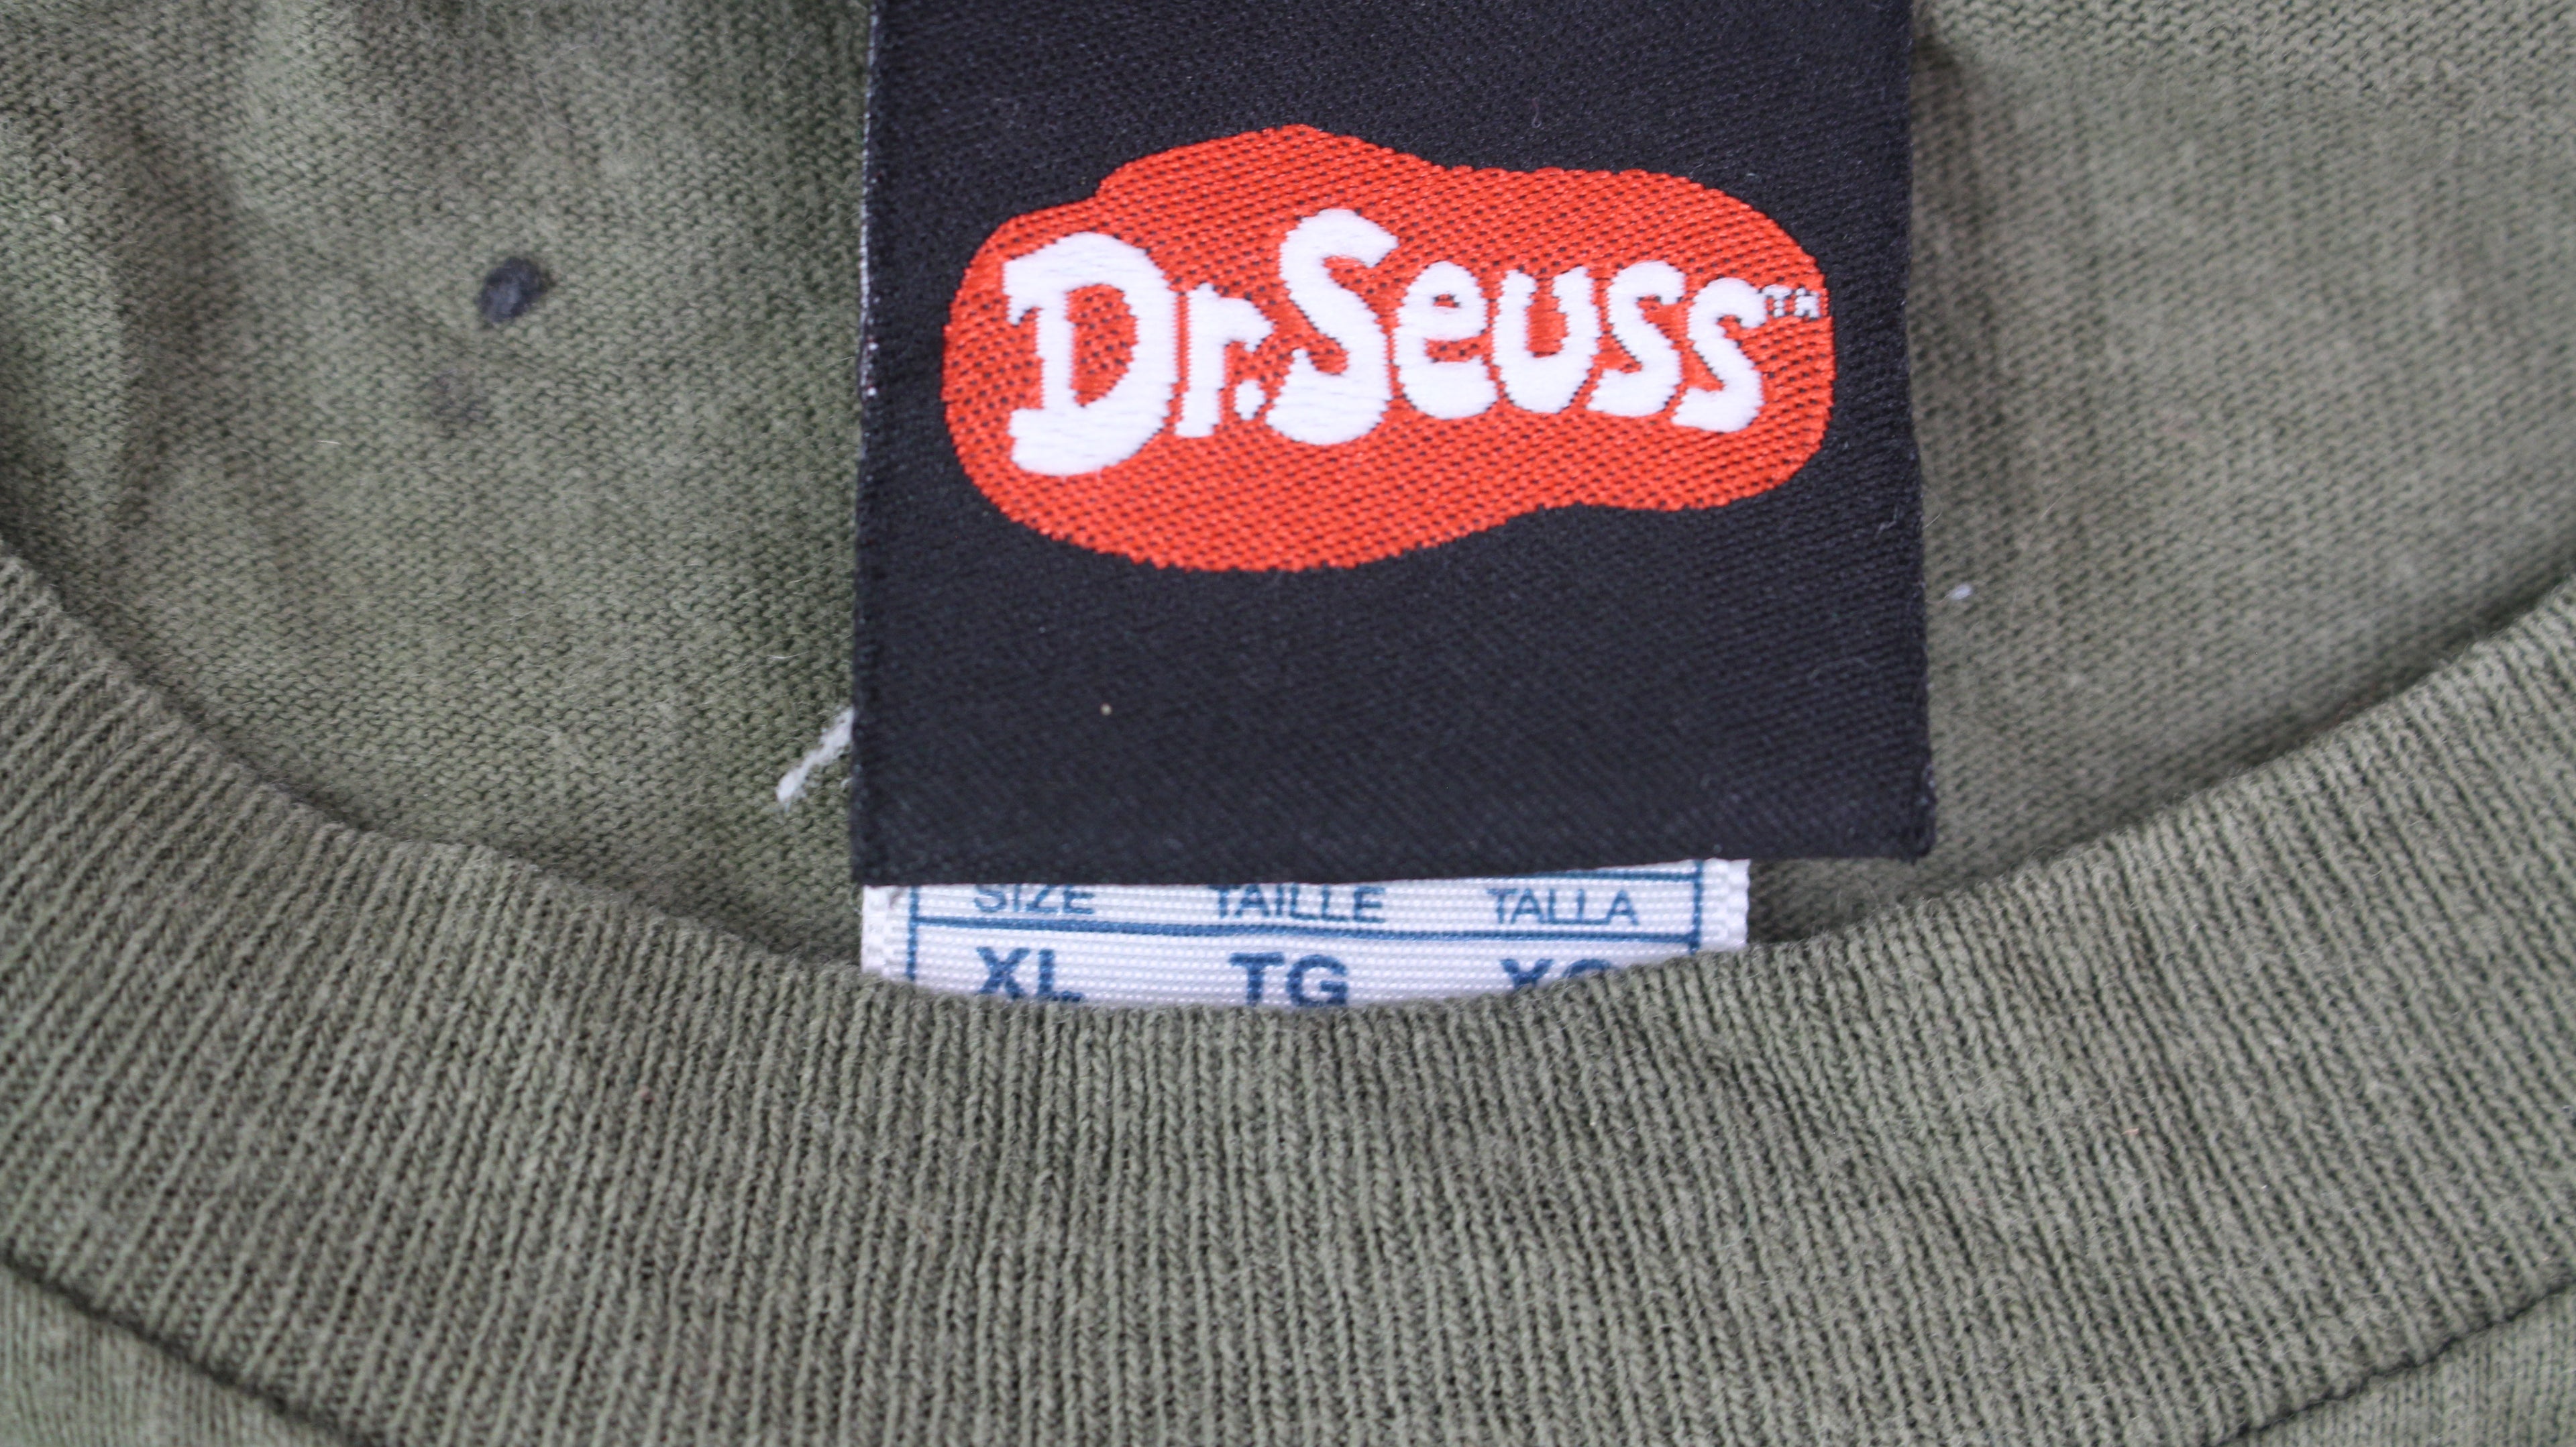 Dr. Seuss™
SIZE TAILLE TALLA
XL TG